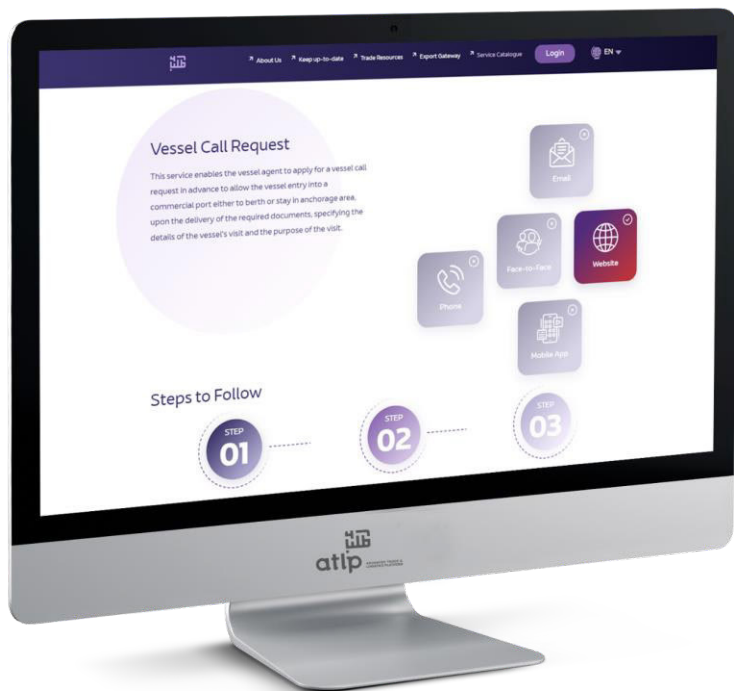 About Us
Keep up-to-date
Trade Resources
Export Gateway
Service Catalogue
Login
EN
Vessel Call Request
This service enables the vessel agent to apply for a vessel call
request in advance to allow the vessel entry into a
commercial port either to berth or stay in anchorage area,
upon the delivery of the required documents, specifying the
details of the vessel's visit and the purpose of the visit.
Email
Face-to-Face
Website
Phone
Mobile App
Steps to Follow
STEP
01
STEP
02
STEP
03
atlp
ADVANCED TRADE &
LOGISTICS PLATFORM